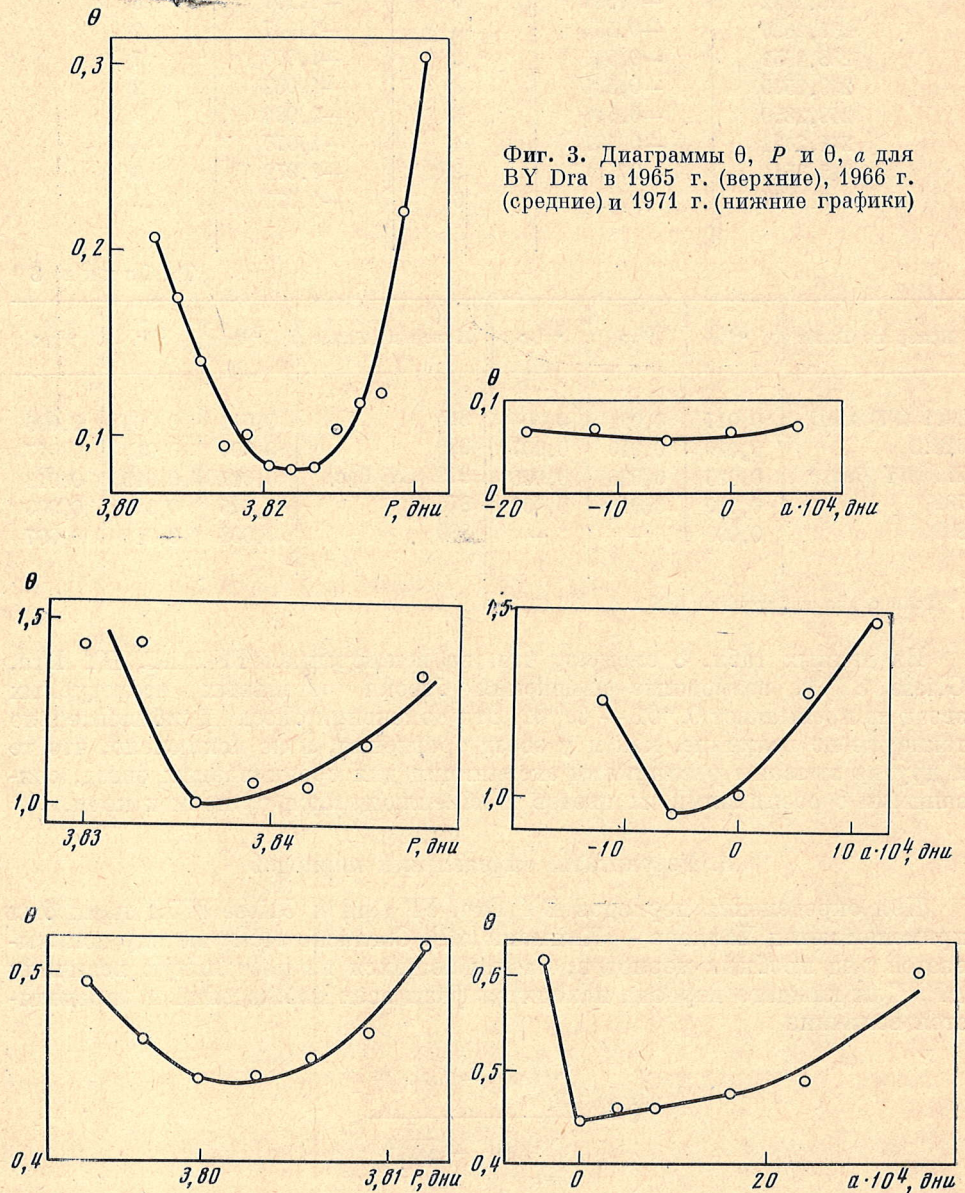 θ
0,3
0,2
0,1
3,80
3,82
P, дни
Фиг. 3. Диаграммы θ, P и θ, a для
BY Dra в 1965 г. (верхние), 1966 г.
(средние) и 1971 г. (нижние графики)
θ
0,1
0
-20
-10
0
a·10⁴, дни
θ
1,5
1,0
3,83
3,84
P, дни
1,5
1,0
-10
0
10 a·10⁴, дни
θ
0,5
0,4
3,80
3,81 P, дни
θ
0,6
0,5
0,4
0
20
a·10⁴, дни